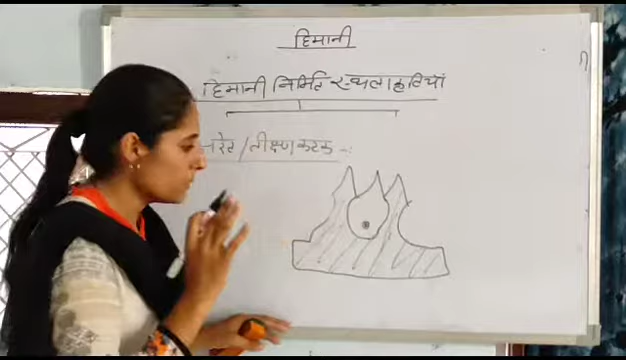 हिमानी
हिमानी निर्मित स्थलाकृतियां
/तीक्ष्ण कटक -: